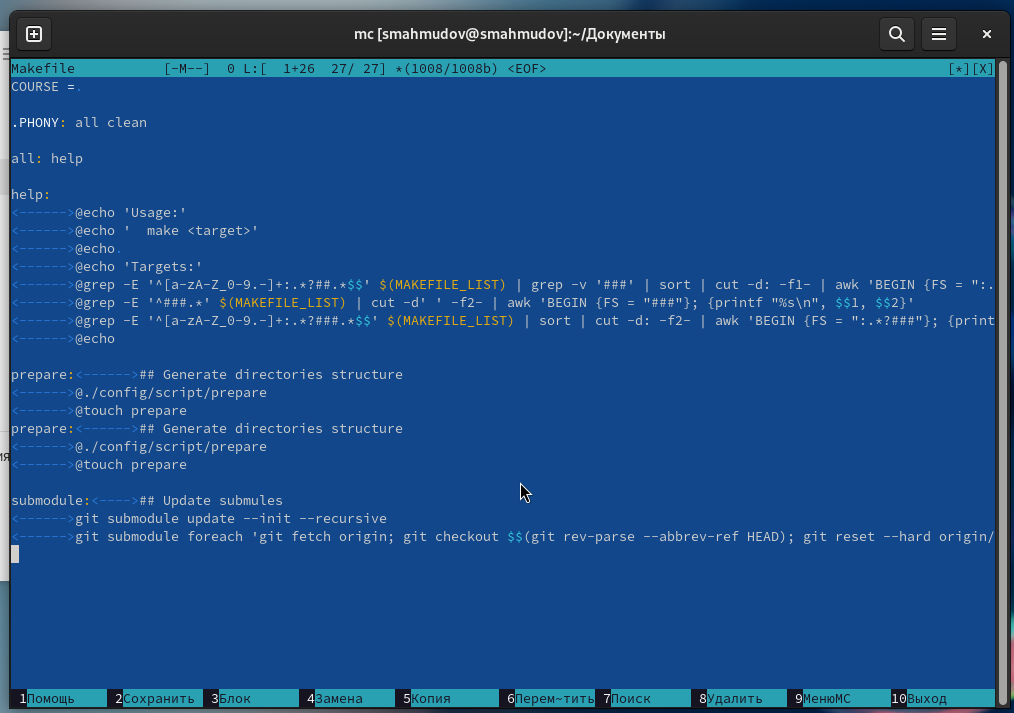 mc [smahmudov@smahmudov]:~/Документы
Makefile [-M--] 0 L:[ 1+26 27/ 27] *(1008/1008b) <EOF> [*][X]
COURSE =.
.PHONY: all clean
all: help
help:
<------>@echo 'Usage:'
<------>@echo '  make <target>'
<------>@echo.
<------>@echo 'Targets:'
<------>@grep -E '^[a-zA-Z_0-9.-]+:.*?##.*$$' $(MAKEFILE_LIST) | grep -v '###' | sort | cut -d: -f1- | awk 'BEGIN {FS = ":.
<------>@grep -E '^###.*' $(MAKEFILE_LIST) | cut -d' ' -f2- | awk 'BEGIN {FS = "###"}; {printf "%s\n", $$1, $$2}'
<------>@grep -E '^[a-zA-Z_0-9.-]+:.*?###.*$$' $(MAKEFILE_LIST) | sort | cut -d: -f2- | awk 'BEGIN {FS = ":.*?###"}; {print
<------>@echo
prepare:<------>## Generate directories structure
<------>@./config/script/prepare
<------>@touch prepare
prepare:<------>## Generate directories structure
<------>@./config/script/prepare
<------>@touch prepare
submodule:<---->## Update submules
<------>git submodule update --init --recursive
<------>git submodule foreach 'git fetch origin; git checkout $$(git rev-parse --abbrev-ref HEAD); git reset --hard origin/
1Помощь 2Сохранить 3Блок 4Замена 5Копия 6Перем~тить 7Поиск 8Удалить 9МенюMC 10Выход